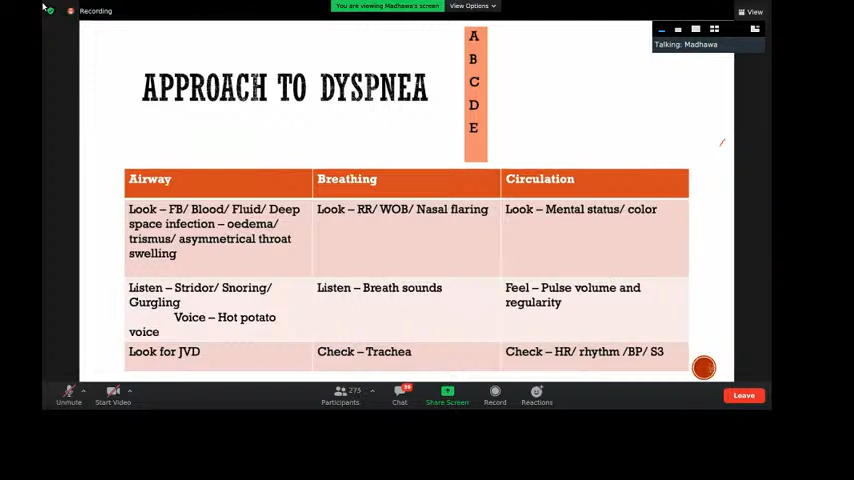 Recording
You are viewing Madhawa's screen
View Options
View
Talking: Madhawa
APPROACH TO DYSPNEA
A
B
C
D
E
Airway
Breathing
Circulation
Look – FB/ Blood/ Fluid/ Deep
space infection – oedema/
trismus/ asymmetrical throat
swelling
Look – RR/ WOB/ Nasal flaring
Look – Mental status/ color
Listen – Stridor/ Snoring/
Gurgling
Voice – Hot potato
voice
Listen – Breath sounds
Feel – Pulse volume and
regularity
Look for JVD
Check – Trachea
Check – HR/ rhythm /BP/ S3
Unmute
Start Video
275
Participants
Chat
Share Screen
Record
Reactions
Leave